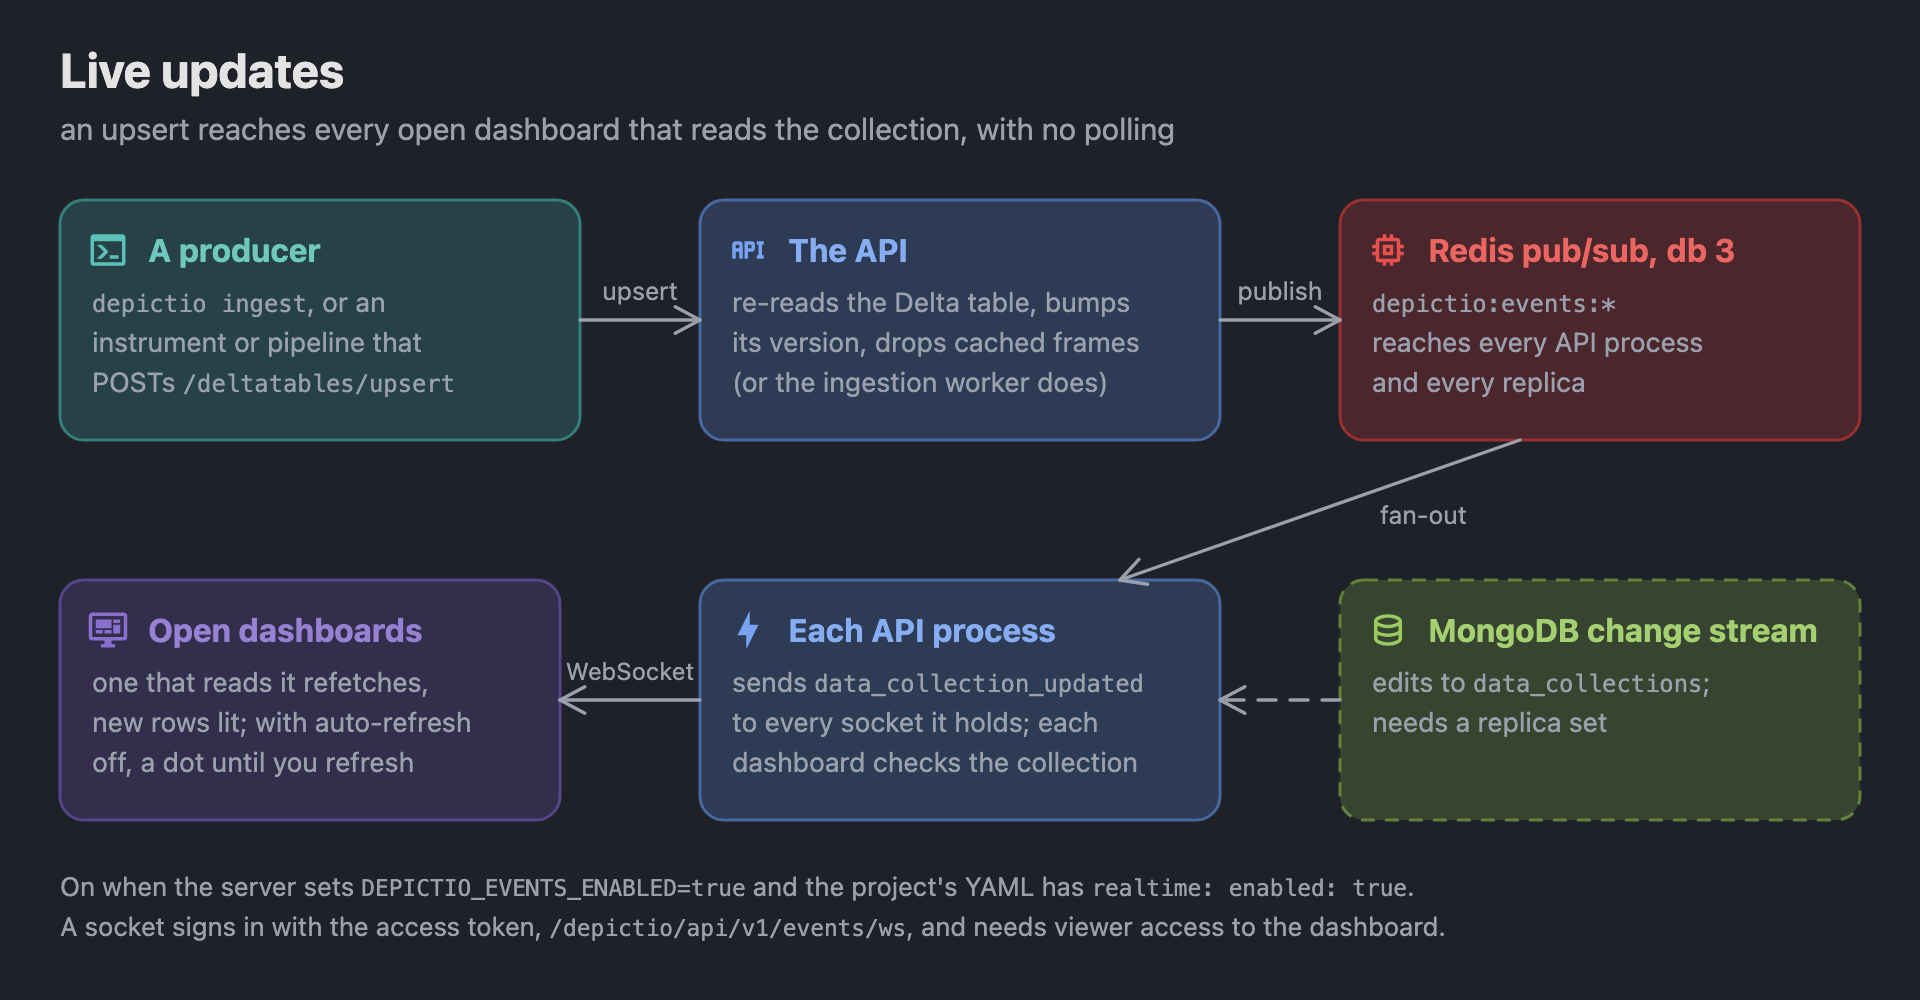 Live updates
an upsert reaches every open dashboard that reads the collection, with no polling
A producer
depictio ingest, or an
instrument or pipeline that
POSTs /deltatables/upsert
upsert
API
The API
re-reads the Delta table, bumps
its version, drops cached frames
(or the ingestion worker does)
publish
Redis pub/sub, db 3
depictio:events:*
reaches every API process
and every replica
fan-out
Open dashboards
one that reads it refetches,
new rows lit; with auto-refresh
off, a dot until you refresh
WebSocket
Each API process
sends data_collection_updated
to every socket it holds; each
dashboard checks the collection
MongoDB change stream
edits to data_collections;
needs a replica set
On when the server sets DEPICTIO_EVENTS_ENABLED=true and the project's YAML has realtime: enabled: true.
A socket signs in with the access token, /depictio/api/v1/events/ws, and needs viewer access to the dashboard.